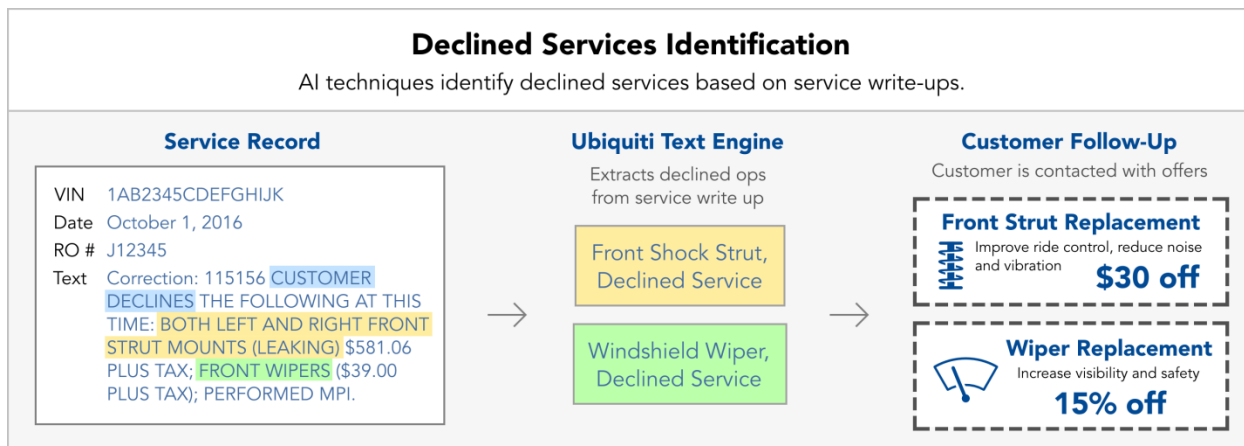 Declined Services Identification
AI techniques identify declined services based on service write-ups.
Service Record
VIN 1AB2345CDEFGHIJK
Date October 1, 2016
RO # J12345
Text Correction: 115156 CUSTOMER
DECLINES THE FOLLOWING AT THIS
TIME: BOTH LEFT AND RIGHT FRONT
STRUT MOUNTS (LEAKING) $581.06
PLUS TAX; FRONT WIPERS ($39.00
PLUS TAX); PERFORMED MPI.
Ubiquiti Text Engine
Extracts declined ops
from service write up
Front Shock Strut,
Declined Service
Windshield Wiper,
Declined Service
Customer Follow-Up
Customer is contacted with offers
Front Strut Replacement
Improve ride control, reduce noise
and vibration
$30 off
Wiper Replacement
Increase visibility and safety
15% off